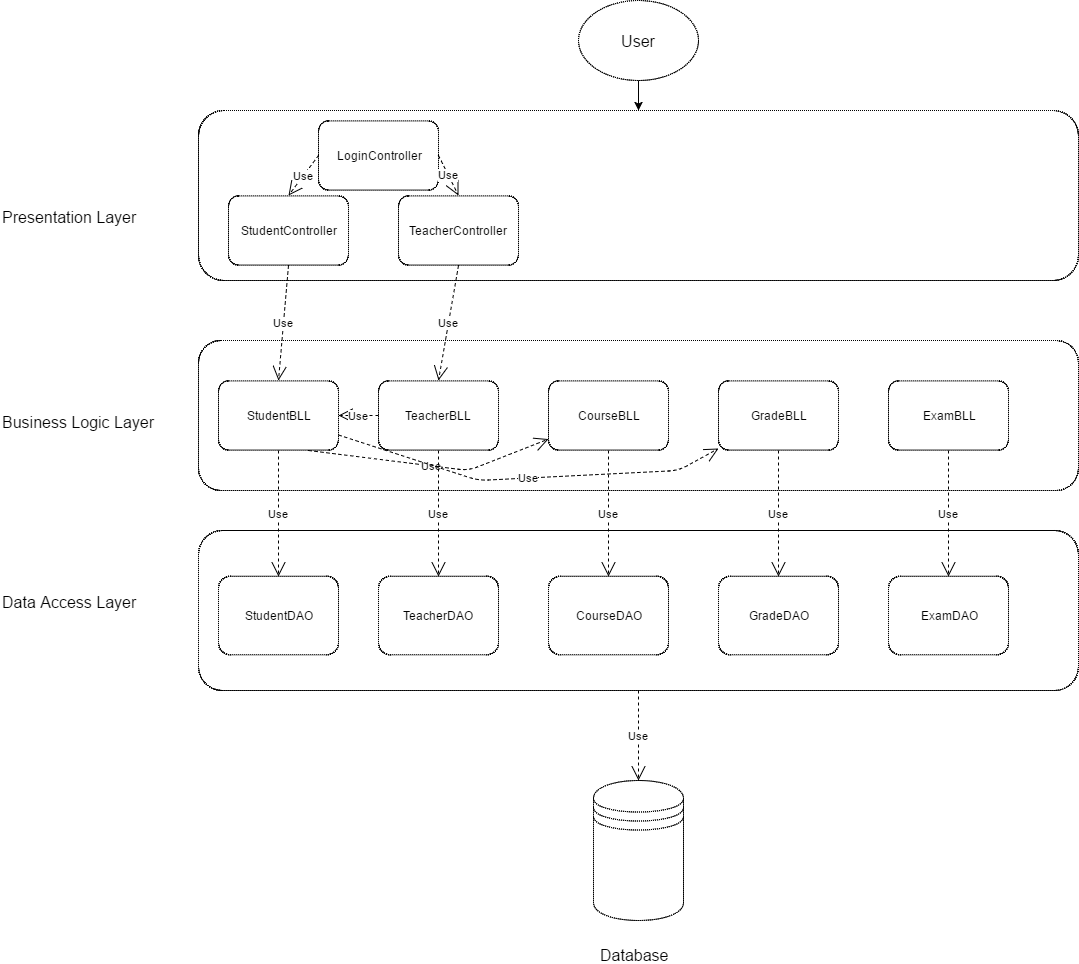 User
LoginController
Use
Use
Presentation Layer
StudentController
TeacherController
Use
Use
Business Logic Layer
StudentBLL
Use
TeacherBLL
CourseBLL
GradeBLL
ExamBLL
Use
Use
Use
Use
Use
Use
Use
Data Access Layer
StudentDAO
TeacherDAO
CourseDAO
GradeDAO
ExamDAO
Use
Database